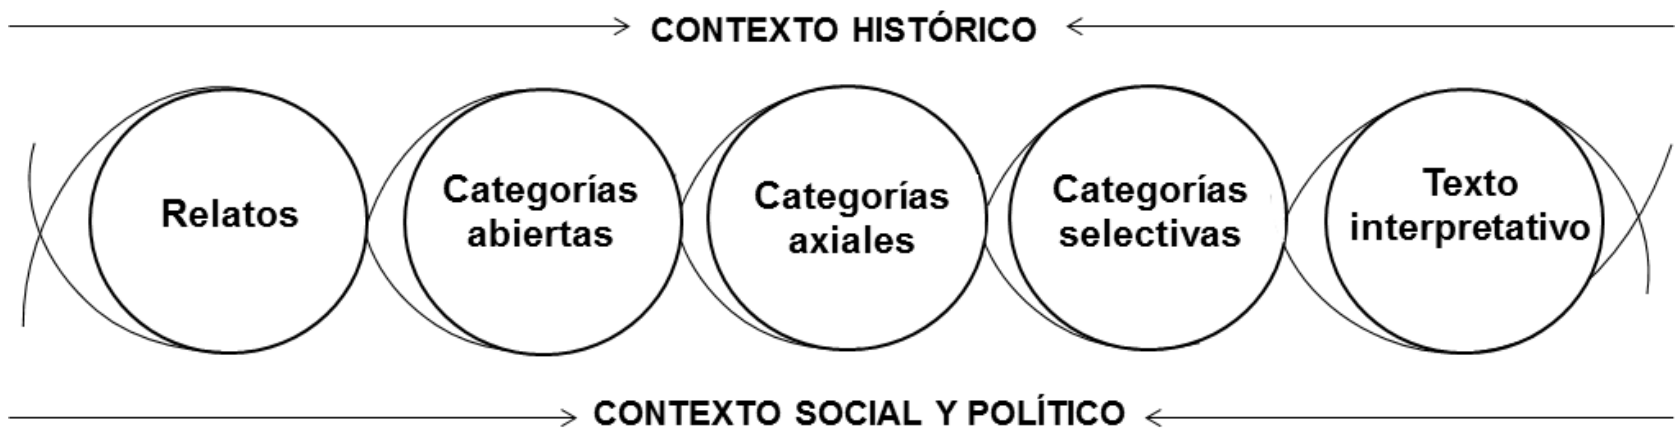 CONTEXTO HISTÓRICO
Relatos
Categorías
abiertas
Categorías
axiales
Categorías
selectivas
Texto
interpretativo
CONTEXTO SOCIAL Y POLÍTICO